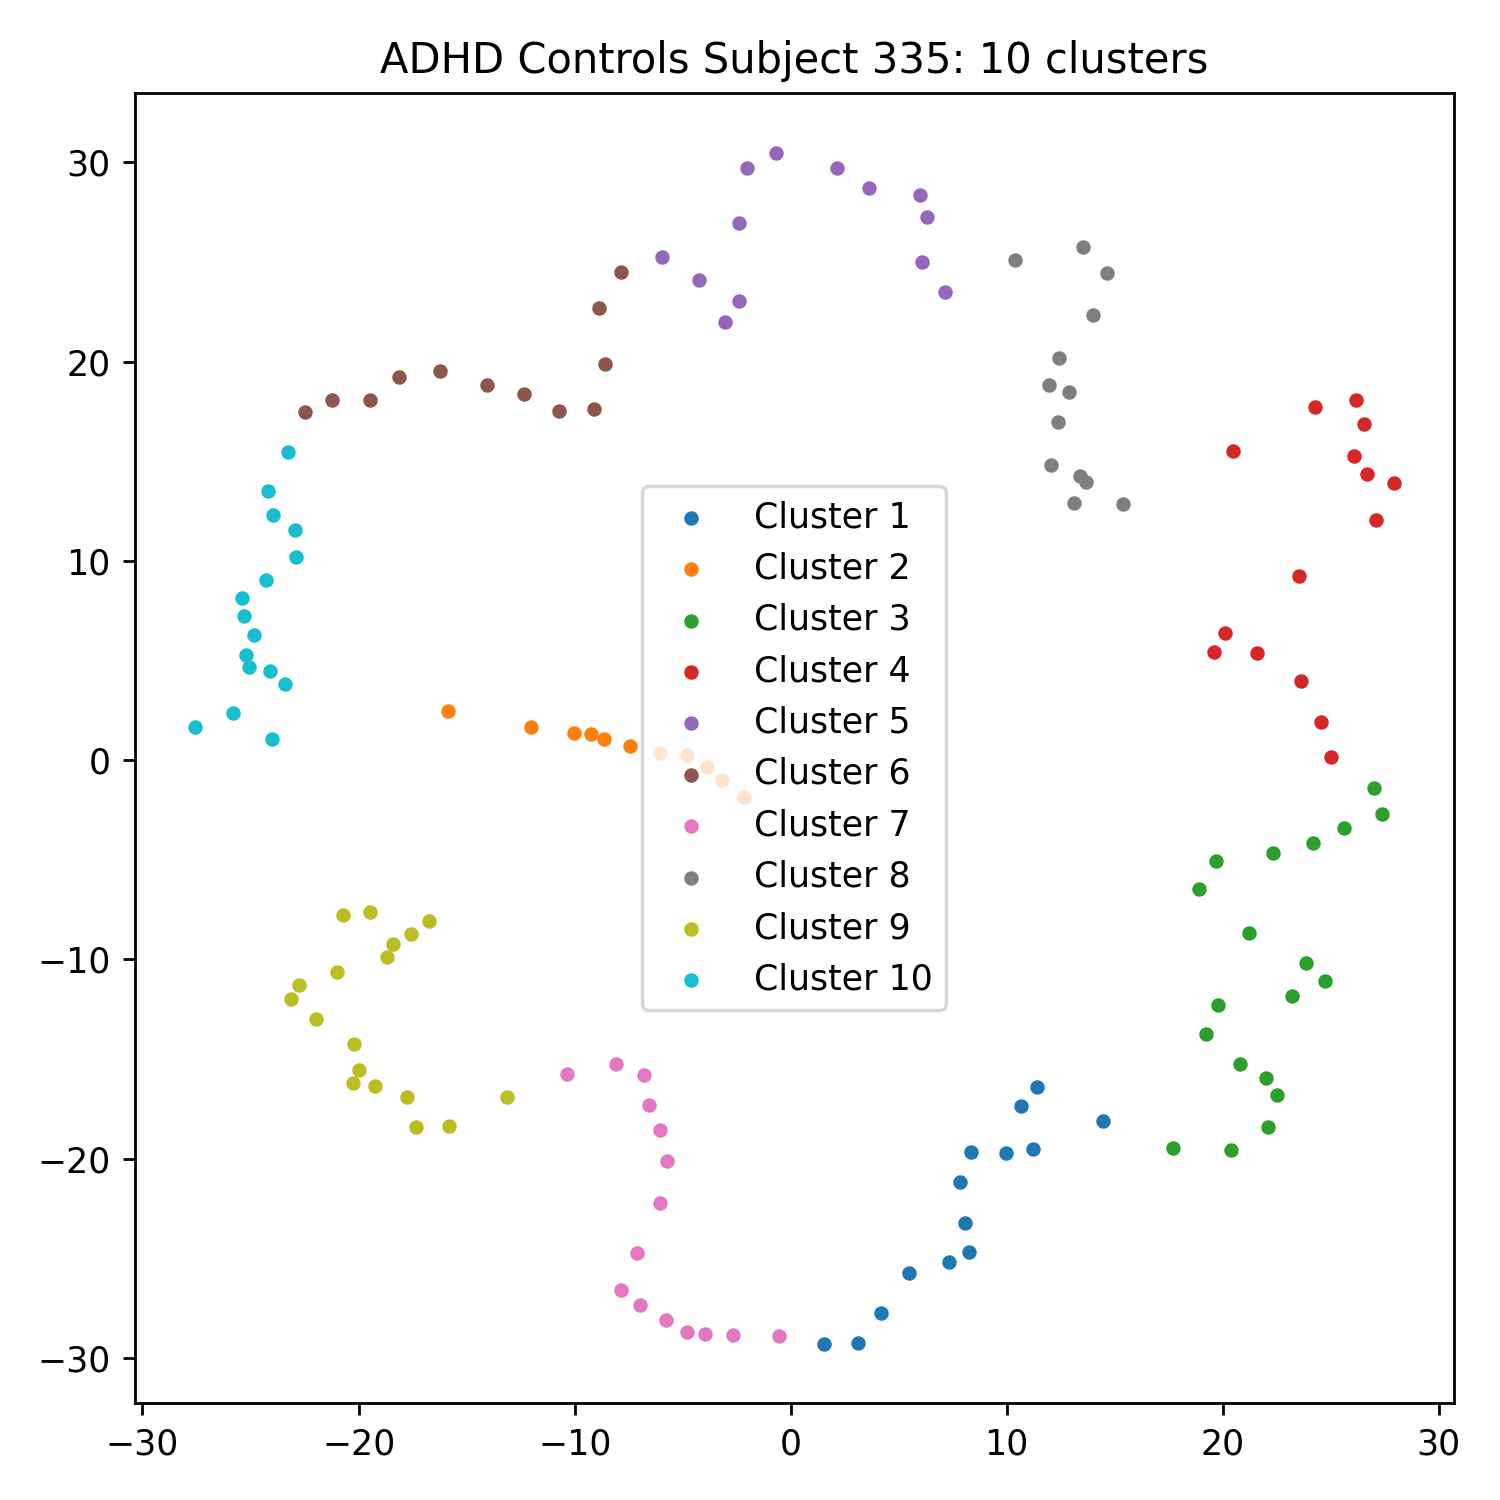 ADHD Controls Subject 335: 10 clusters
30
20
10
0
−10
−20
−30
Cluster 1
Cluster 2
Cluster 3
Cluster 4
Cluster 5
Cluster 6
Cluster 7
Cluster 8
Cluster 9
Cluster 10
−30 −20 −10 0 10 20 30